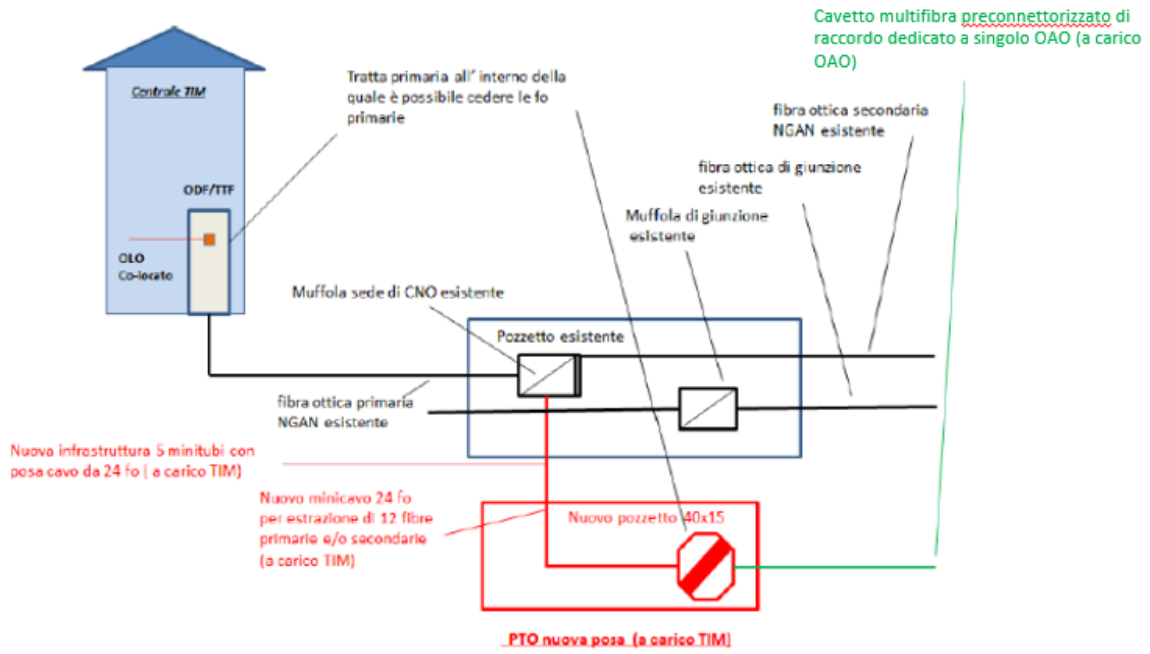 Cavetto multifibra preconnettorizzato di
raccordo dedicato a singolo OAO (a carico
OAO)
Centrale TIM
Tratta primaria all' interno della
quale è possibile cedere le fo
primarie
fibra ottica secondaria
NGAN esistente
fibra ottica di giunzione
esistente
ODF/TTF
Muffola di giunzione
esistente
OLO
Co-locato
Muffola sede di CNO esistente
Pozzetto esistente
fibra ottica primaria
NGAN esistente
Nuova infrastruttura 5 minitubi con
posa cavo da 24 fo ( a carico TIM)
Nuovo minicavo 24 fo
per estrazione di 12 fibre
primarie e/o secondarie
(a carico TIM)
Nuovo pozzetto 40x15
PTO nuova posa (a carico TIM)